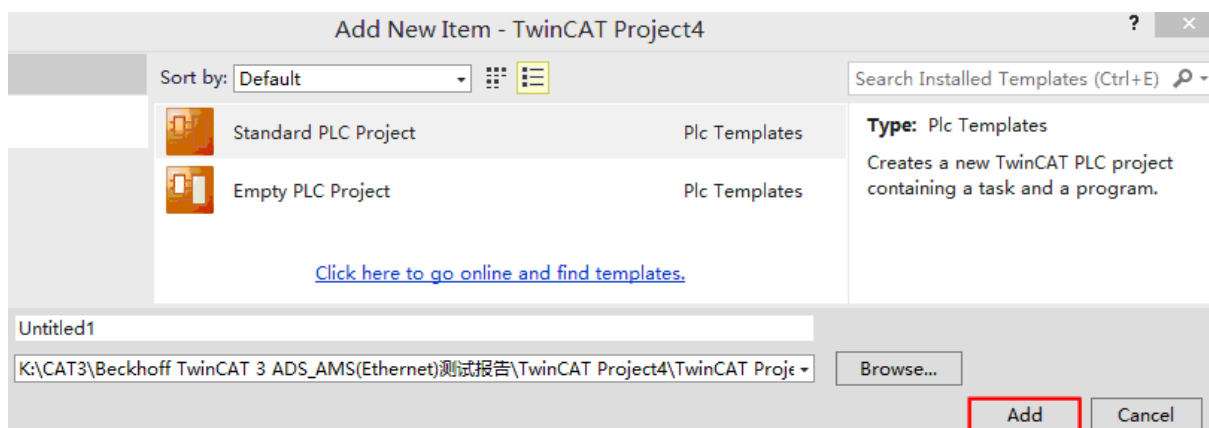 Add New Item - TwinCAT Project4
?
Sort by: Default
Search Installed Templates (Ctrl+E)
Standard PLC Project Plc Templates
Type: Plc Templates
Creates a new TwinCAT PLC project
containing a task and a program.
Empty PLC Project Plc Templates
Click here to go online and find templates.
Untitled1
K:\CAT3\Beckhoff TwinCAT 3 ADS_AMS(Ethernet)测试报告\TwinCAT Project4\TwinCAT Proje
Browse...
Add Cancel